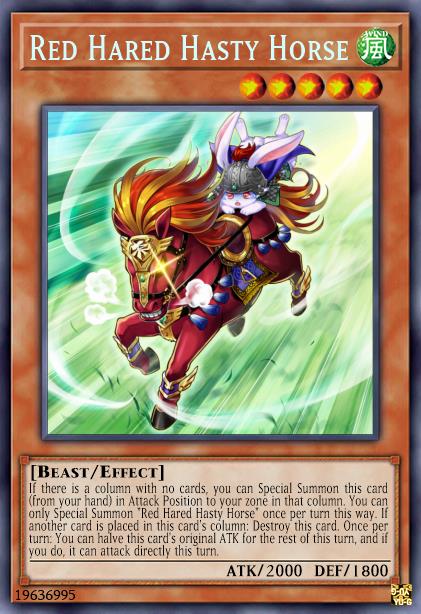 RED HARED HASTY HORSE
WIND
風
[BEAST/EFFECT]
If there is a column with no cards, you can Special Summon this card
(from your hand) in Attack Position to your zone in that column. You can
only Special Summon "Red Hared Hasty Horse" once per turn this way. If
another card is placed in this card's column: Destroy this card. Once per
turn: You can halve this card's original ATK for the rest of this turn, and if
you do, it can attack directly this turn.
ATK/2000 DEF/1800
19636995